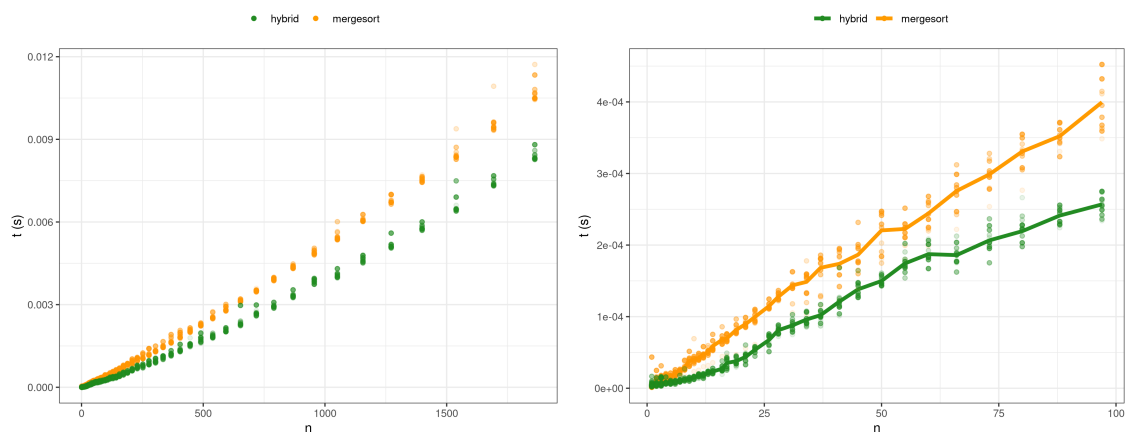 hybrid mergesort
0.012
0.009
0.006
0.003
0.000
t (s)
0 500 1000 1500
n
hybrid mergesort
4e-04
3e-04
2e-04
1e-04
0e+00
t (s)
0 25 50 75 100
n